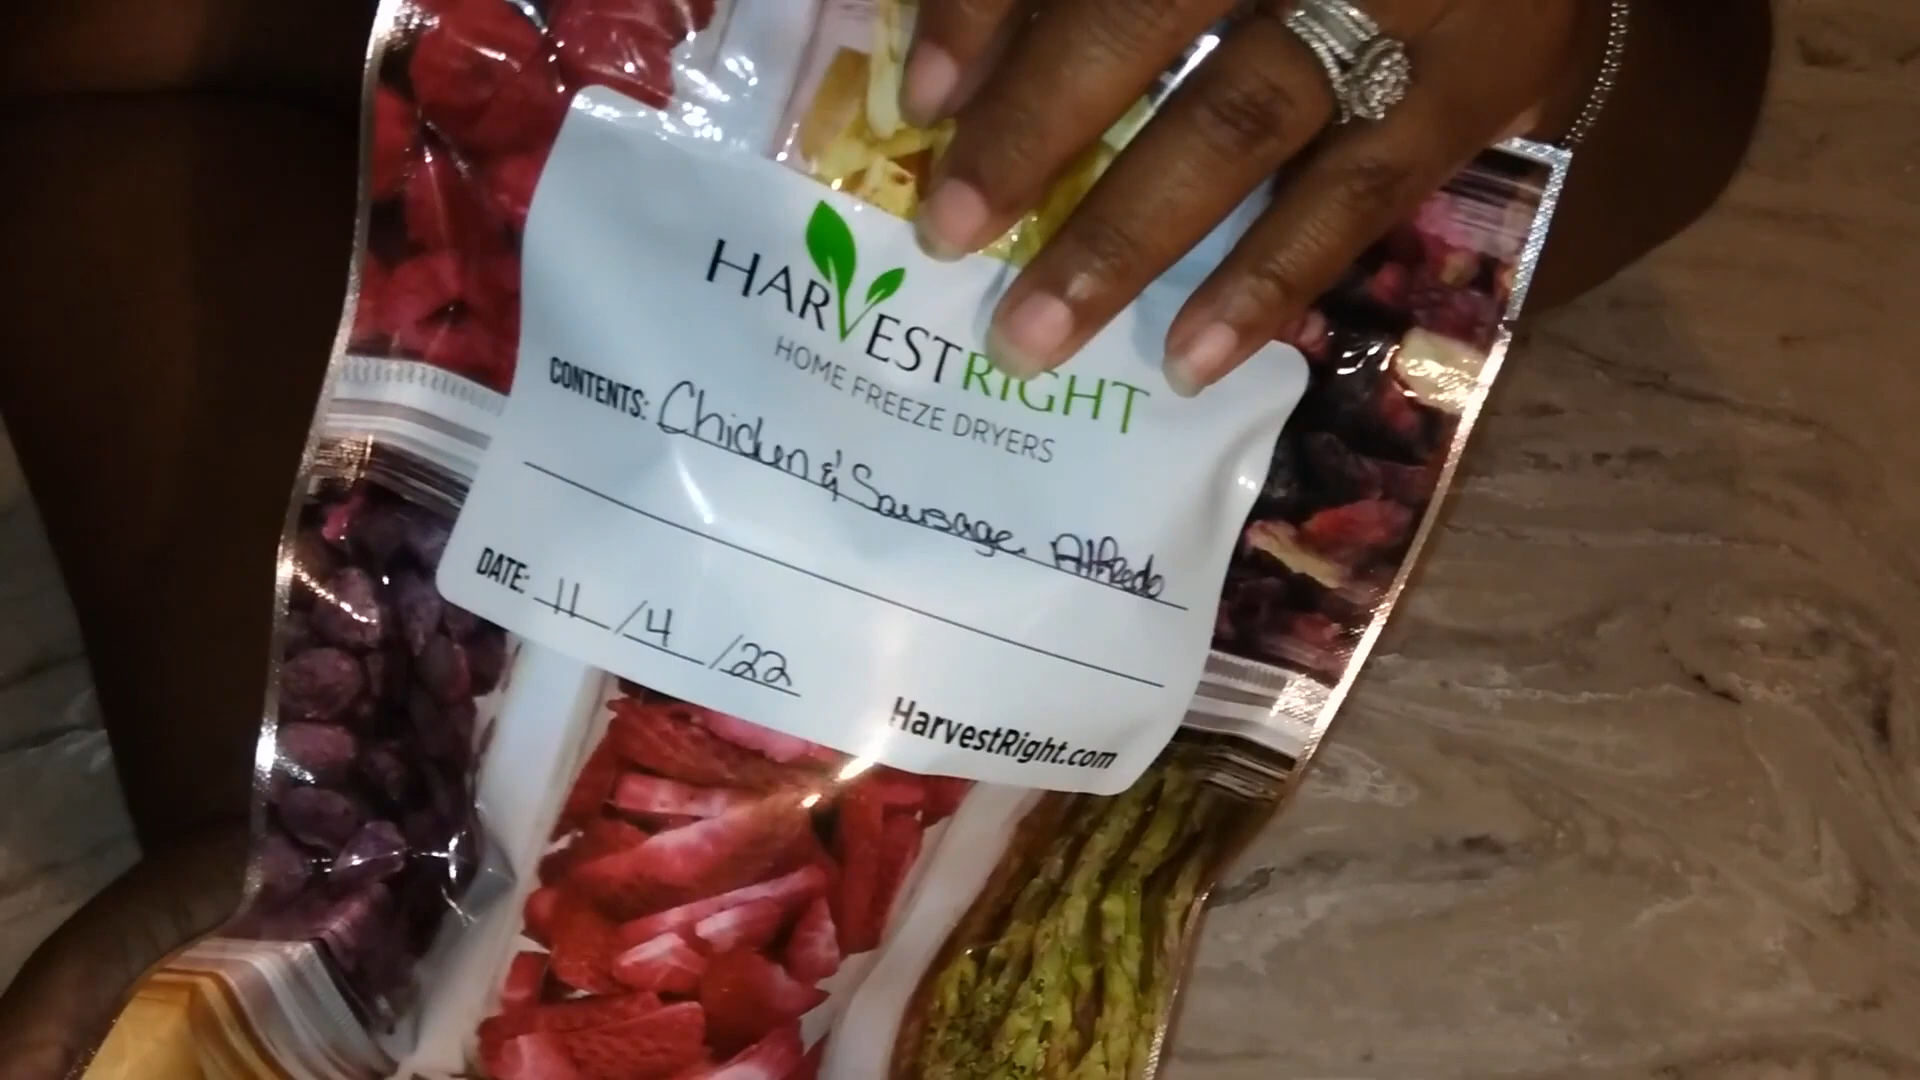 HARVESTRIGHT
HOME FREEZE DRYERS
CONTENTS: Chicken & Sausage Alfredo
DATE: 11/4/22
HarvestRight.com